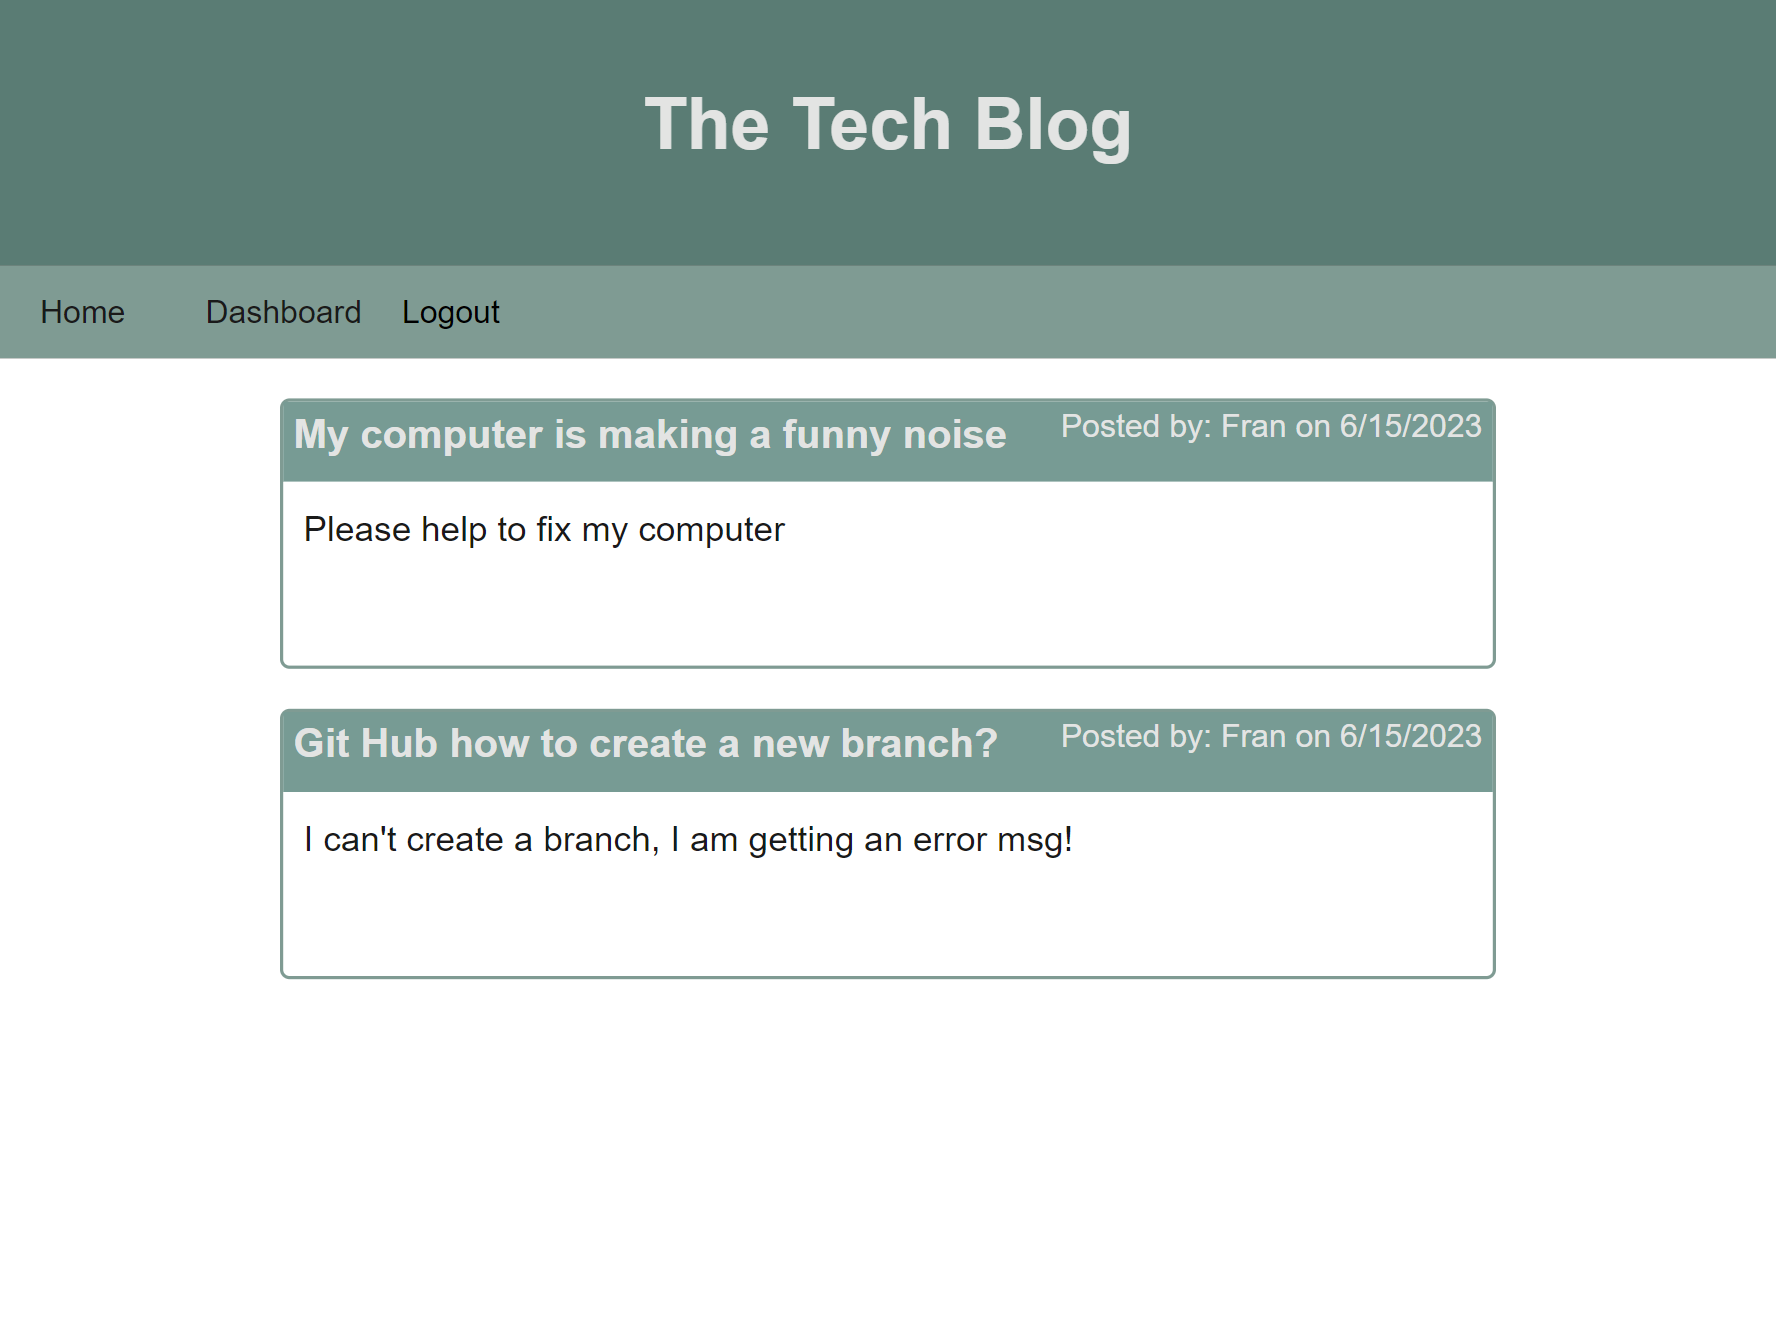 The Tech Blog
Home Dashboard Logout
My computer is making a funny noise Posted by: Fran on 6/15/2023
Please help to fix my computer
Git Hub how to create a new branch? Posted by: Fran on 6/15/2023
I can't create a branch, I am getting an error msg!